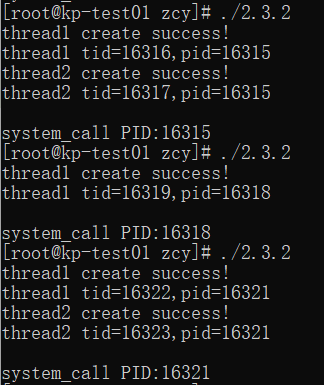 [root@kp-test01 zcy]# ./2.3.2
thread1 create success!
thread1 tid=16316,pid=16315
thread2 create success!
thread2 tid=16317,pid=16315
system_call PID:16315
[root@kp-test01 zcy]# ./2.3.2
thread1 create success!
thread1 tid=16319,pid=16318
system_call PID:16318
[root@kp-test01 zcy]# ./2.3.2
thread1 create success!
thread1 tid=16322,pid=16321
thread2 create success!
thread2 tid=16323,pid=16321
system_call PID:16321